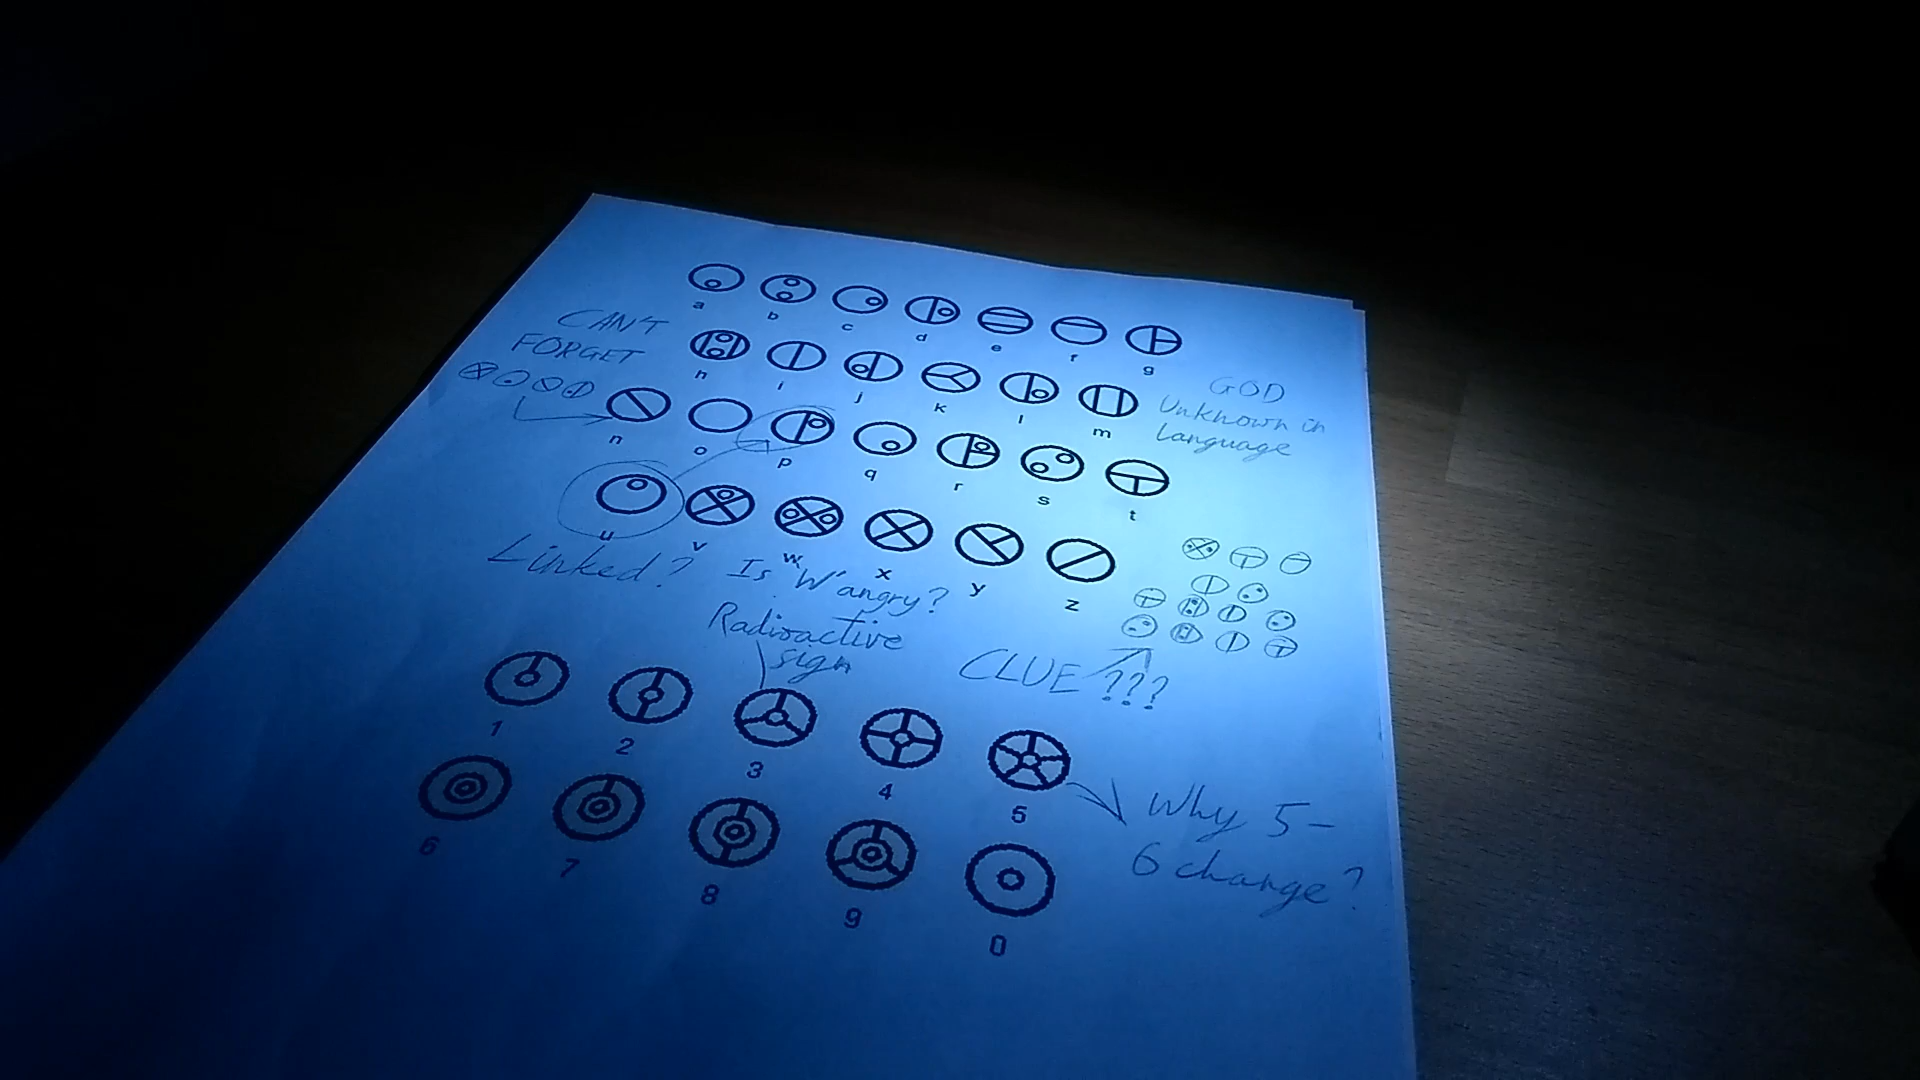 a b c d e f g
CAN'T
FORGET
h i j k l m
GOD
Unknown in
Language
n o p q r s t
u v w x y z
Linked?
Is "W" angry?
Radioactive
sign
CLUE ???
1 2 3 4 5
Why 5-
6 change?
6 7 8 9 0